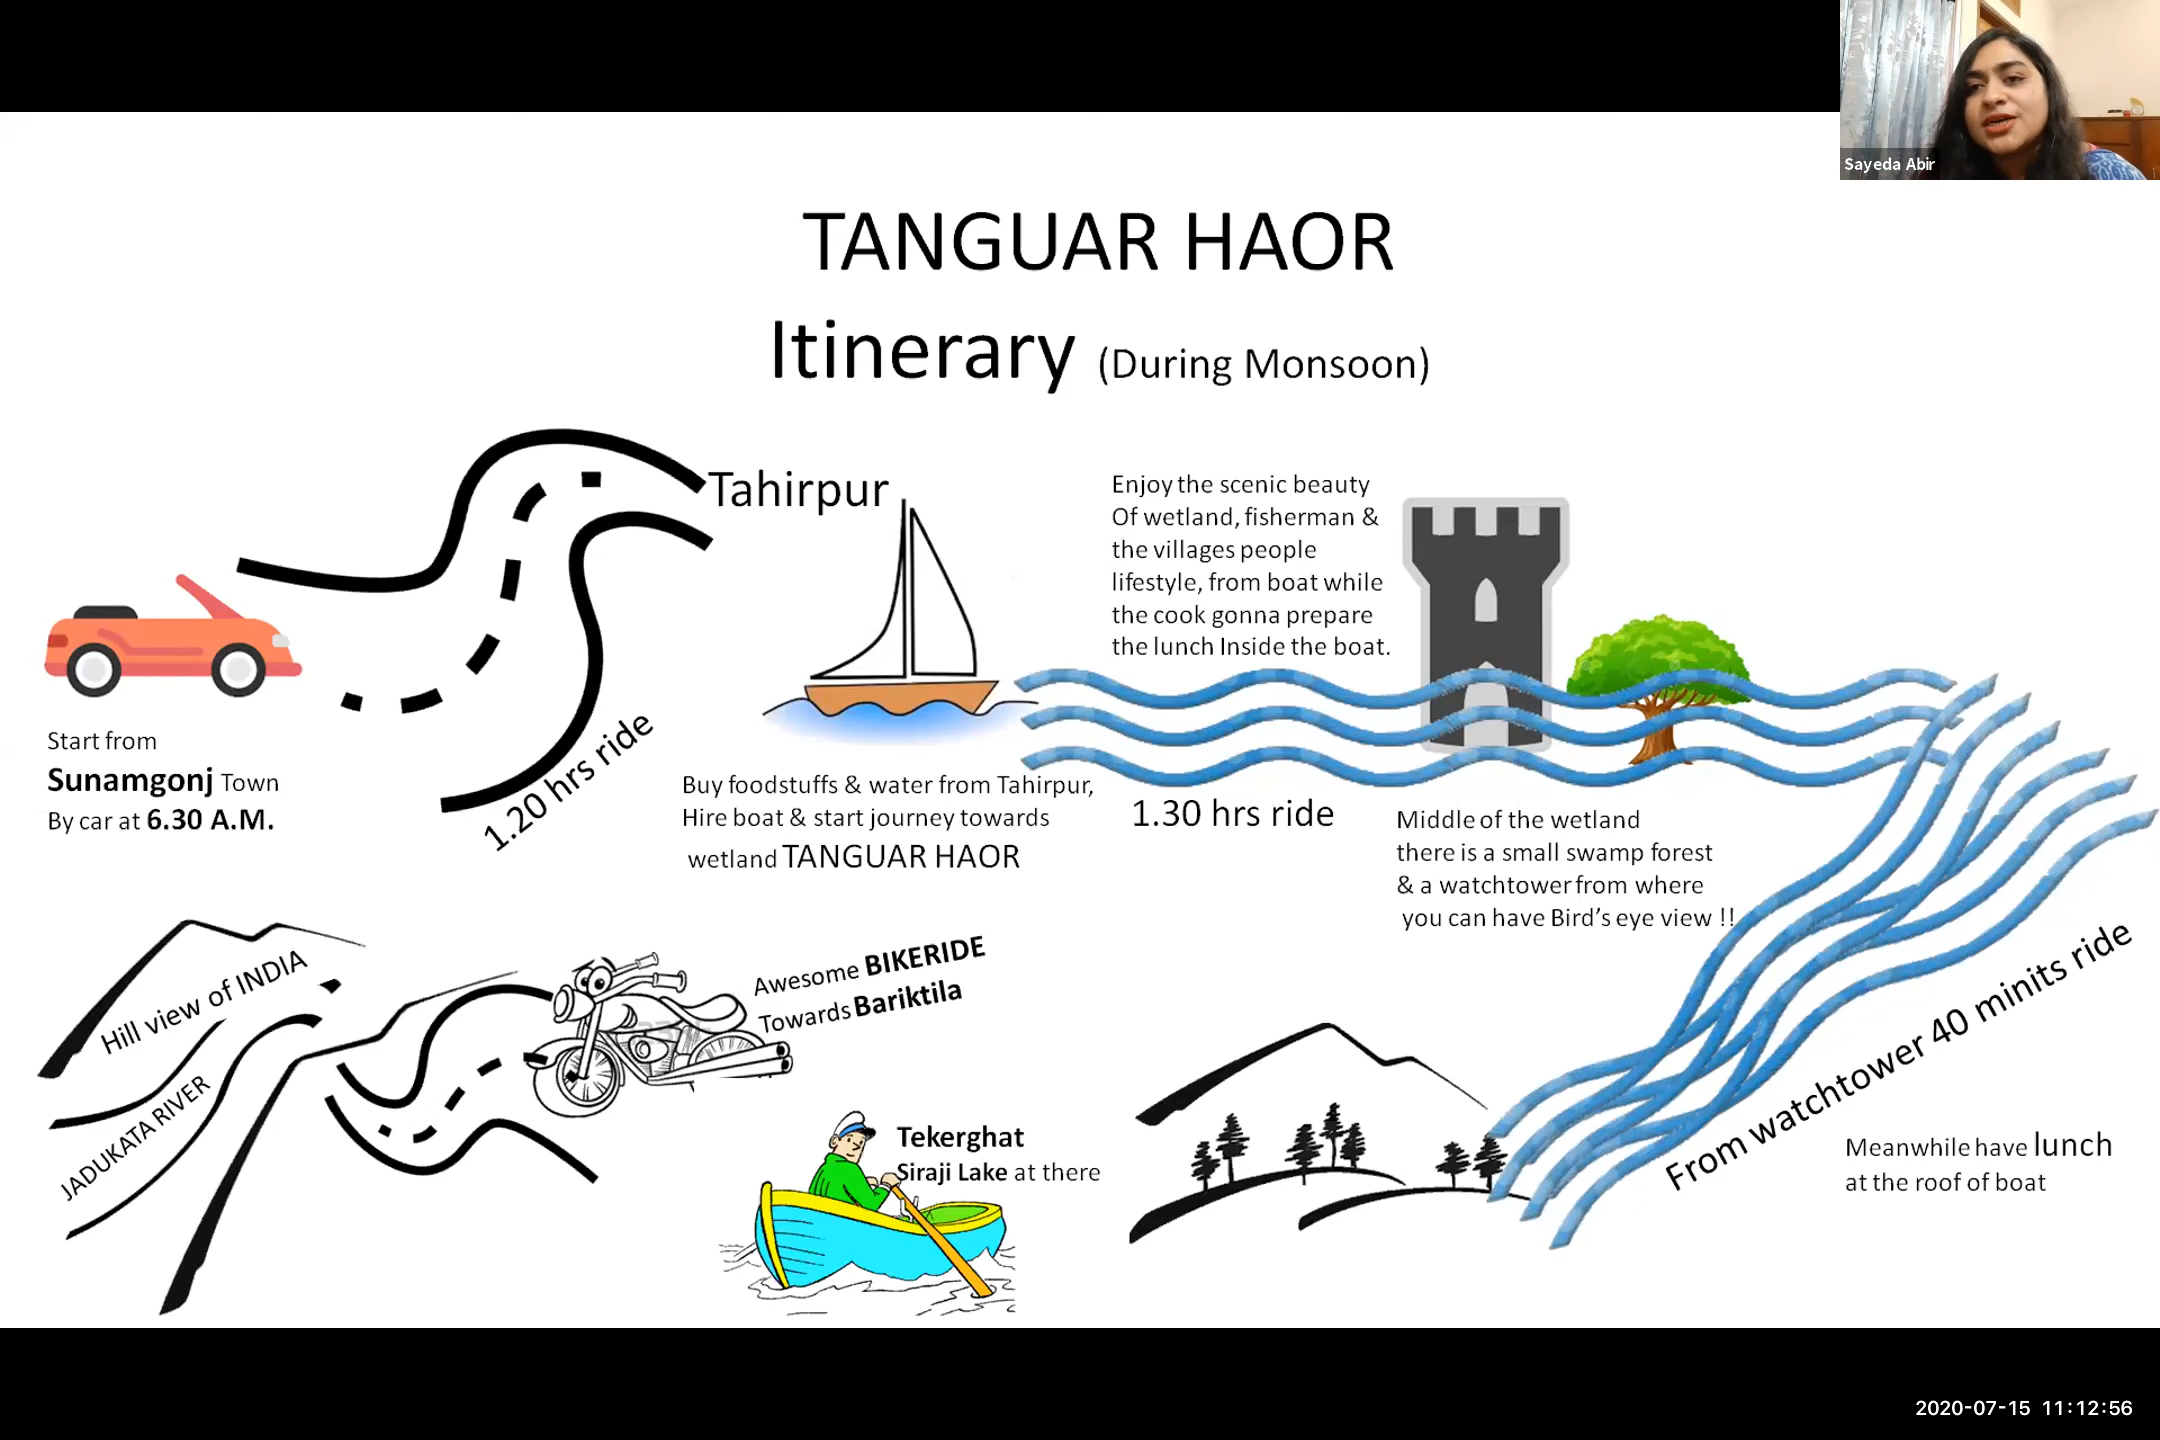 Sayeda Abir
TANGUAR HAOR
Itinerary (During Monsoon)
Tahirpur
Start from
Sunamgonj Town
By car at 6.30 A.M.
1.20 hrs ride
Buy foodstuffs & water from Tahirpur,
Hire boat & start journey towards
wetland TANGUAR HAOR
Enjoy the scenic beauty
Of wetland, fisherman &
the villages people
lifestyle, from boat while
the cook gonna prepare
the lunch Inside the boat.
1.30 hrs ride
Middle of the wetland
there is a small swamp forest
& a watchtower from where
you can have Bird's eye view !!
From watchtower 40 minits ride
Meanwhile have lunch
at the roof of boat
Tekerghat
Siraji Lake at there
Awesome BIKERIDE
Towards Bariktila
Hill view of INDIA
JADUKATA RIVER
2020-07-15 11:12:56